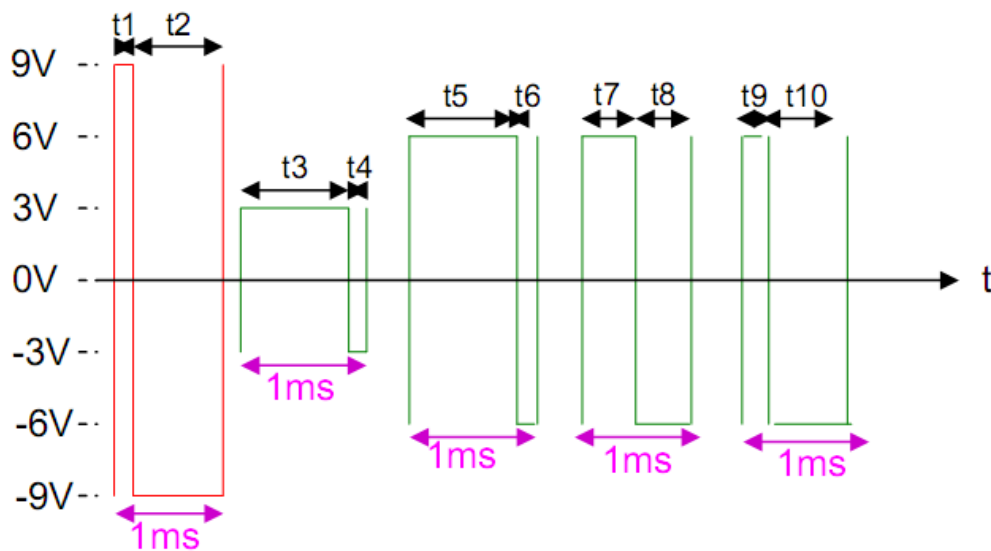 t1 t2
9V
t5 t6 t7 t8 t9 t10
6V
t3 t4
3V
0V
t
-3V
1ms
-6V
1ms 1ms 1ms
-9V
1ms